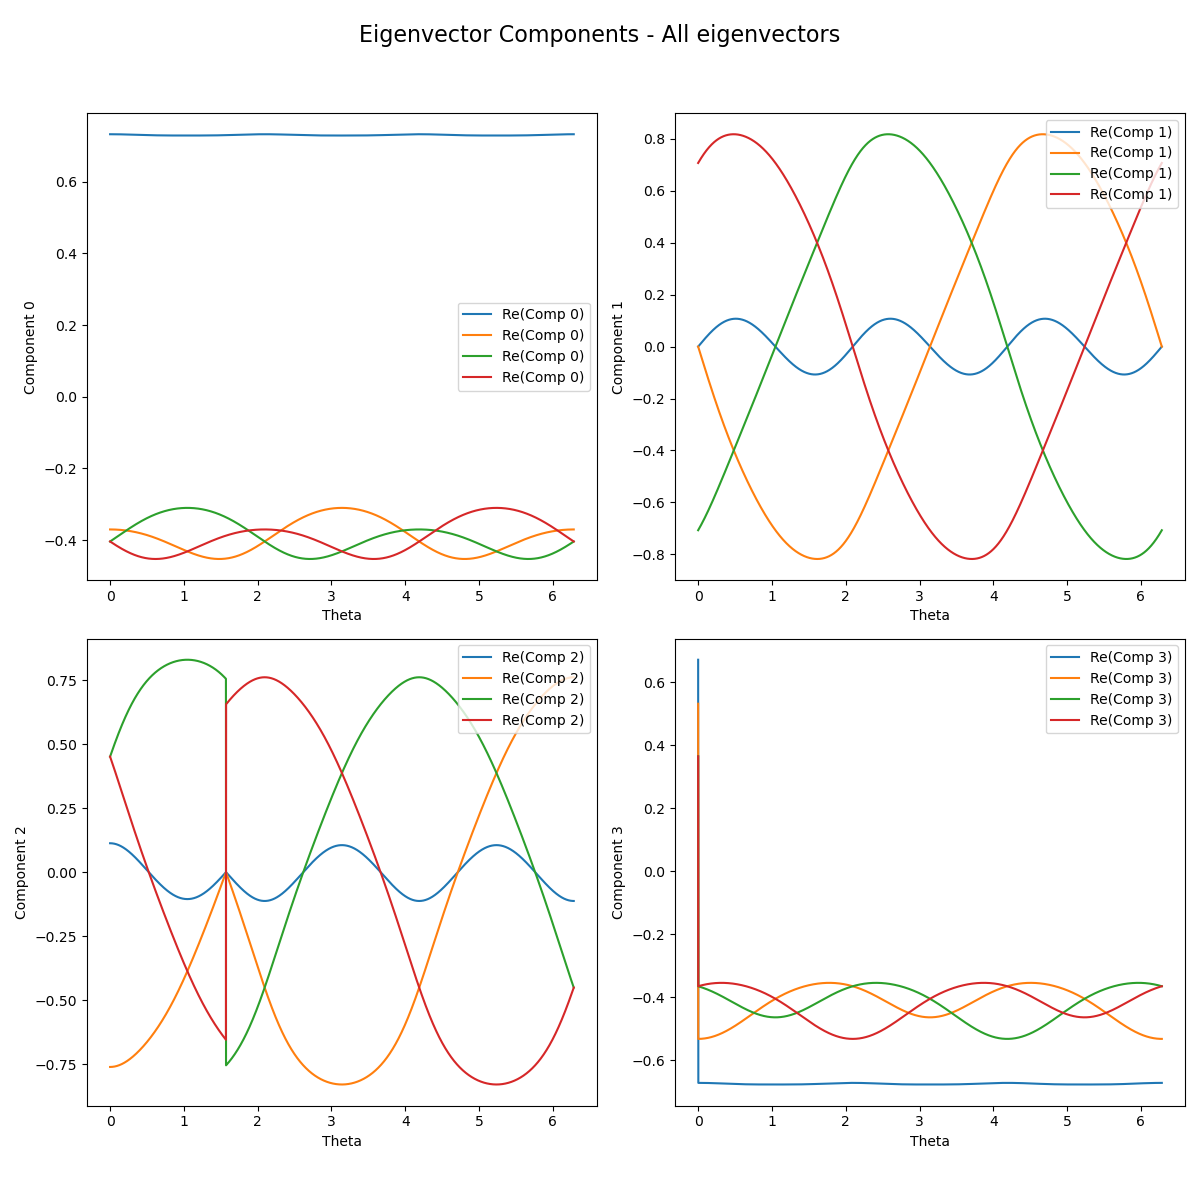 Eigenvector Components - All eigenvectors
Component 0
0.6
0.4
0.2
0.0
−0.2
−0.4
Re(Comp 0)
Re(Comp 0)
Re(Comp 0)
Re(Comp 0)
0 1 2 3 4 5 6
Theta
Component 1
0.8
0.6
0.4
0.2
0.0
−0.2
−0.4
−0.6
−0.8
Re(Comp 1)
Re(Comp 1)
Re(Comp 1)
Re(Comp 1)
0 1 2 3 4 5 6
Theta
Component 2
0.75
0.50
0.25
0.00
−0.25
−0.50
−0.75
Re(Comp 2)
Re(Comp 2)
Re(Comp 2)
Re(Comp 2)
0 1 2 3 4 5 6
Theta
Component 3
0.6
0.4
0.2
0.0
−0.2
−0.4
−0.6
Re(Comp 3)
Re(Comp 3)
Re(Comp 3)
Re(Comp 3)
0 1 2 3 4 5 6
Theta